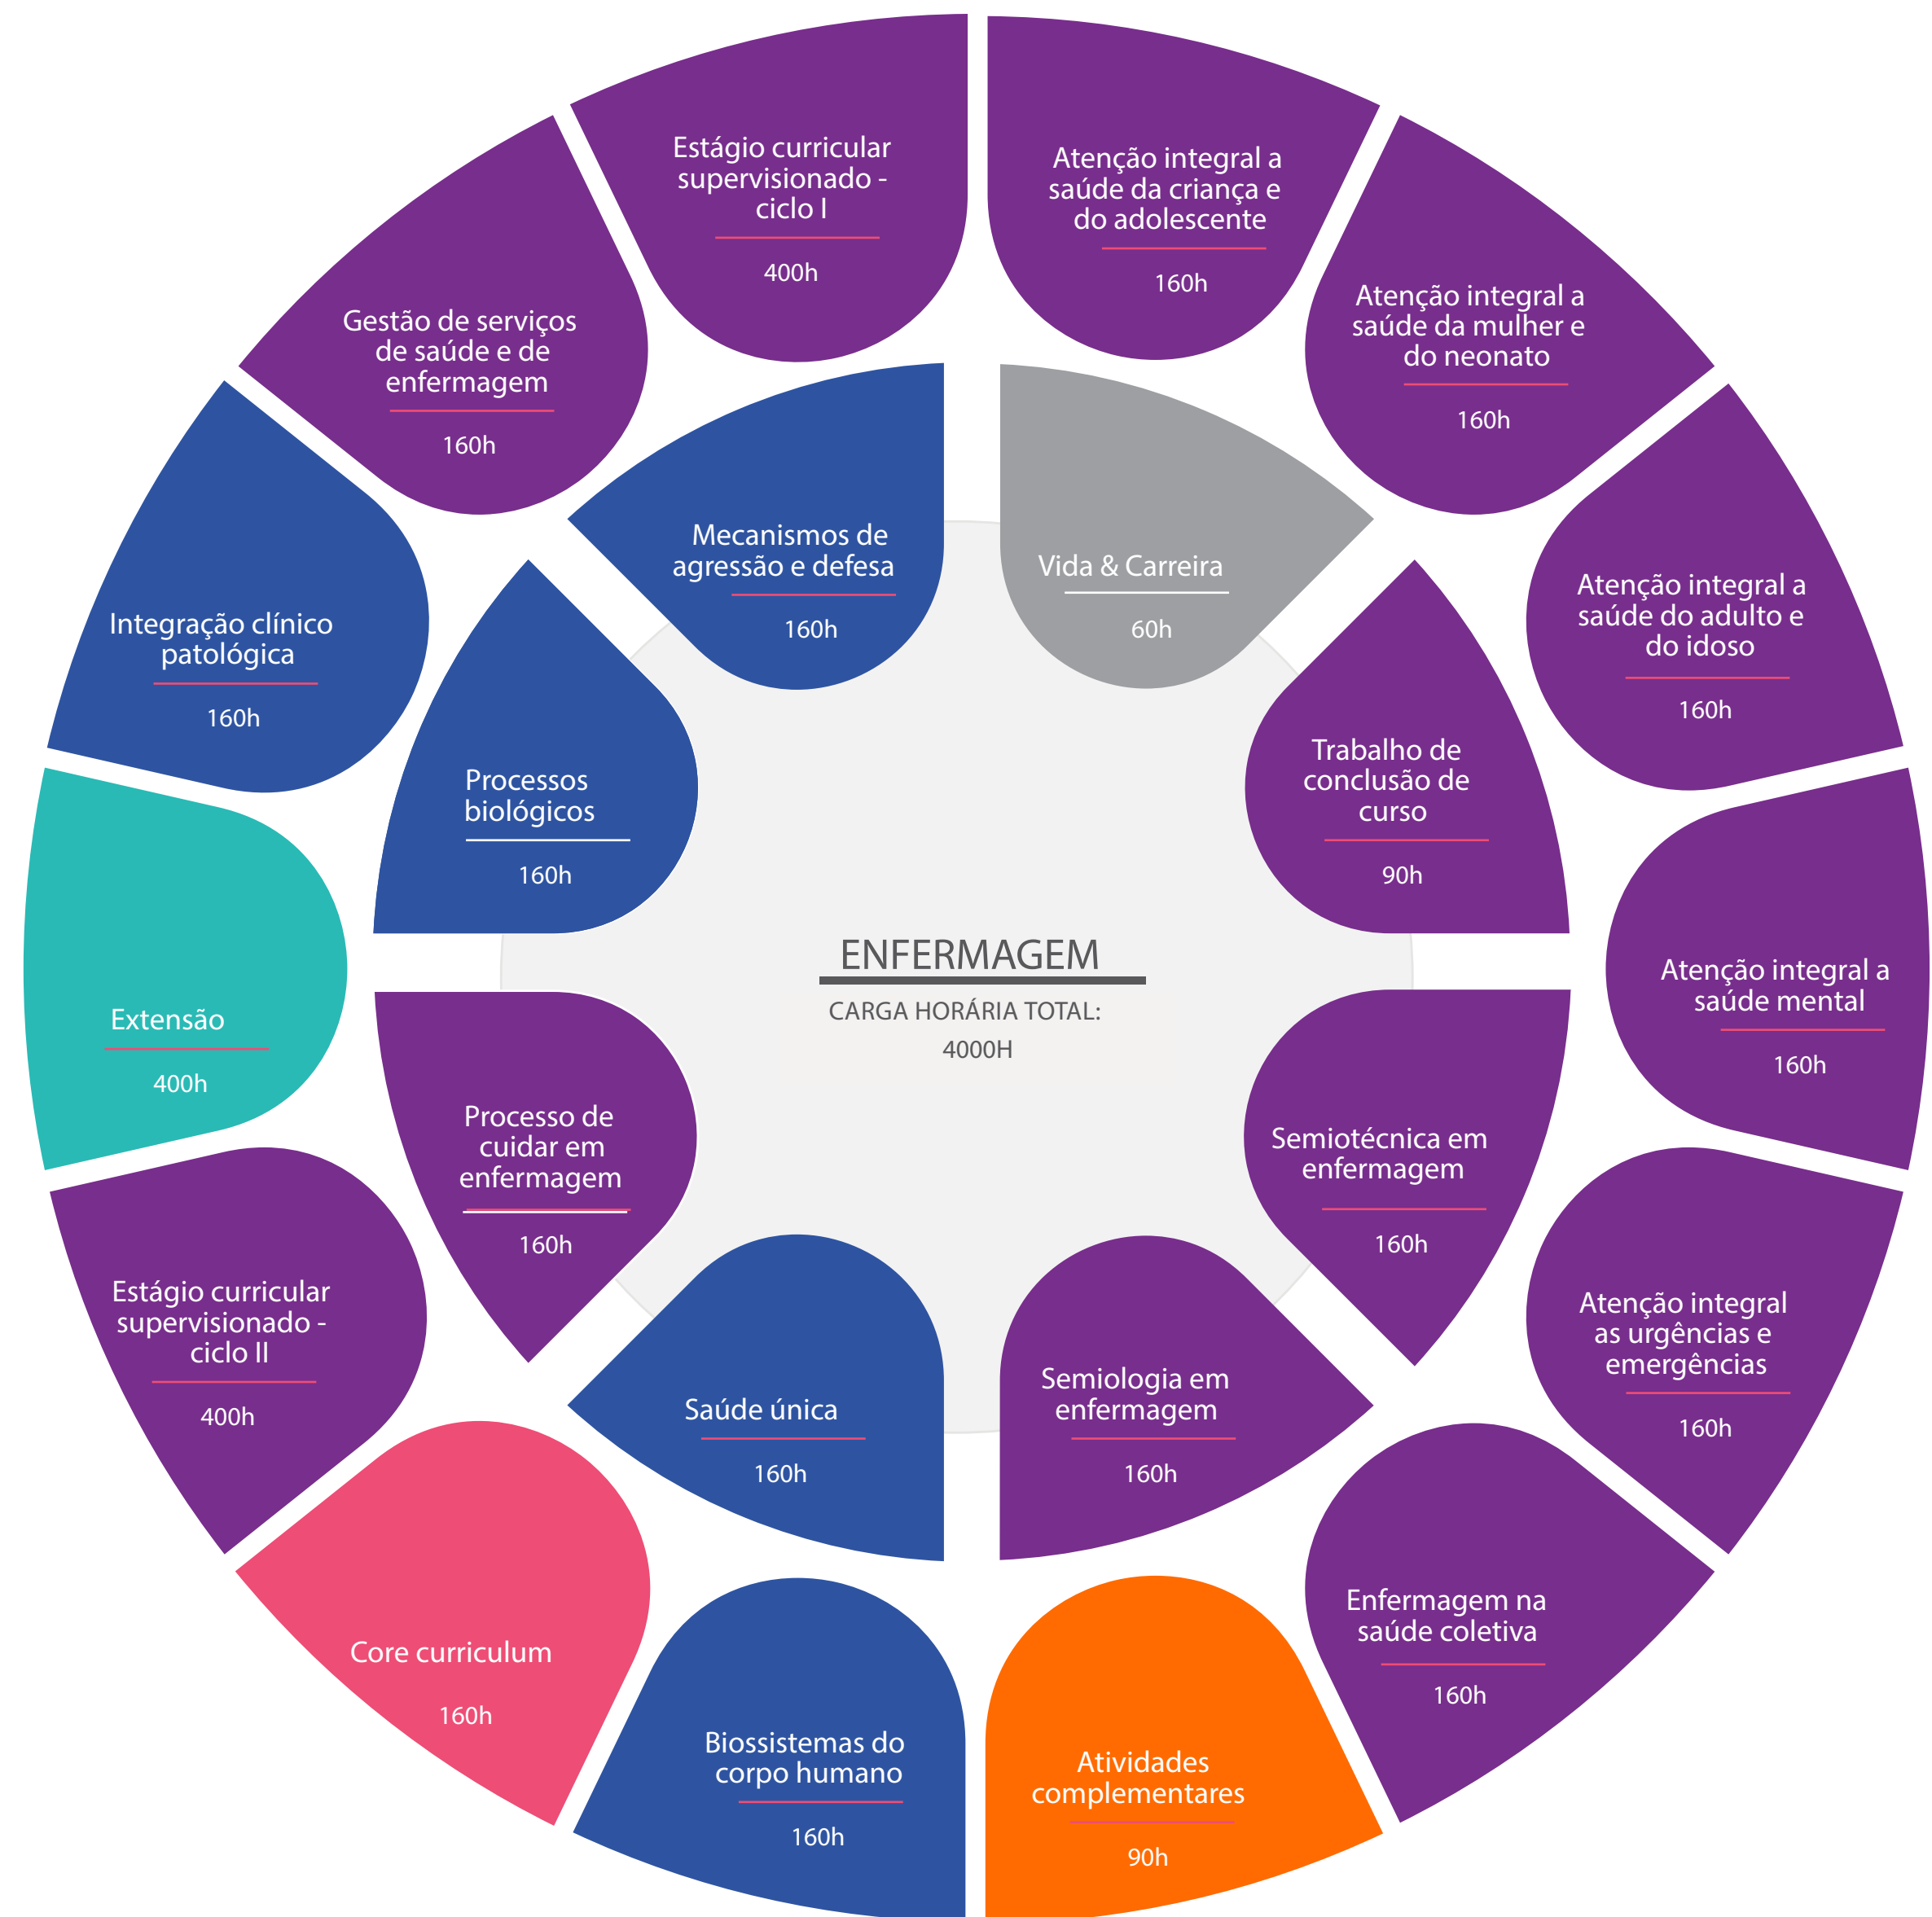 Estágio curricular
supervisionado -
ciclo I
400h
Atenção integral a
saúde da criança e
do adolescente
160h
Atenção integral a
saúde da mulher e
do neonato
160h
Atenção integral a
saúde do adulto e
do idoso
160h
Atenção integral a
saúde mental
160h
Atenção integral
as urgências e
emergências
160h
Enfermagem na
saúde coletiva
160h
Atividades
complementares
90h
Biossistemas do
corpo humano
160h
Core curriculum
160h
Estágio curricular
supervisionado -
ciclo II
400h
Extensão
400h
Integração clínico
patológica
160h
Gestão de serviços
de saúde e de
enfermagem
160h
Mecanismos de
agressão e defesa
160h
Vida & Carreira
60h
Trabalho de
conclusão de
curso
90h
Semiotécnica em
enfermagem
160h
Semiologia em
enfermagem
160h
Saúde única
160h
Processo de
cuidar em
enfermagem
160h
Processos
biológicos
160h
ENFERMAGEM
CARGA HORÁRIA TOTAL:
4000H